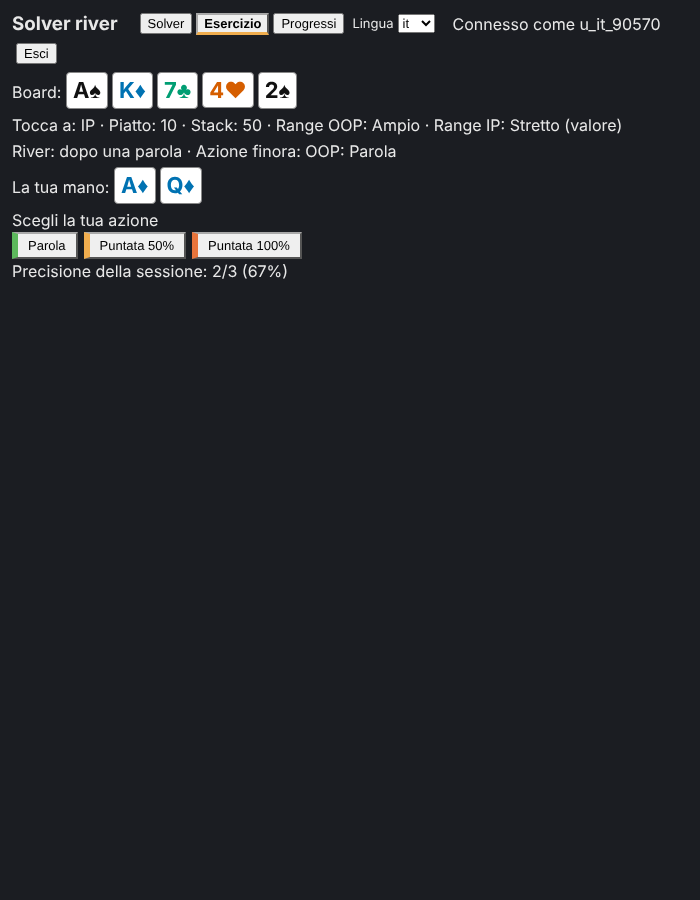 Solver river Solver Esercizio Progressi Lingua it Connesso come u_it_90570
Esci
Board: A♠ K♦ 7♣ 4♥ 2♠
Tocca a: IP · Piatto: 10 · Stack: 50 · Range OOP: Ampio · Range IP: Stretto (valore)
River: dopo una parola · Azione finora: OOP: Parola
La tua mano: A♦ Q♦
Scegli la tua azione
Parola Puntata 50% Puntata 100%
Precisione della sessione: 2/3 (67%)